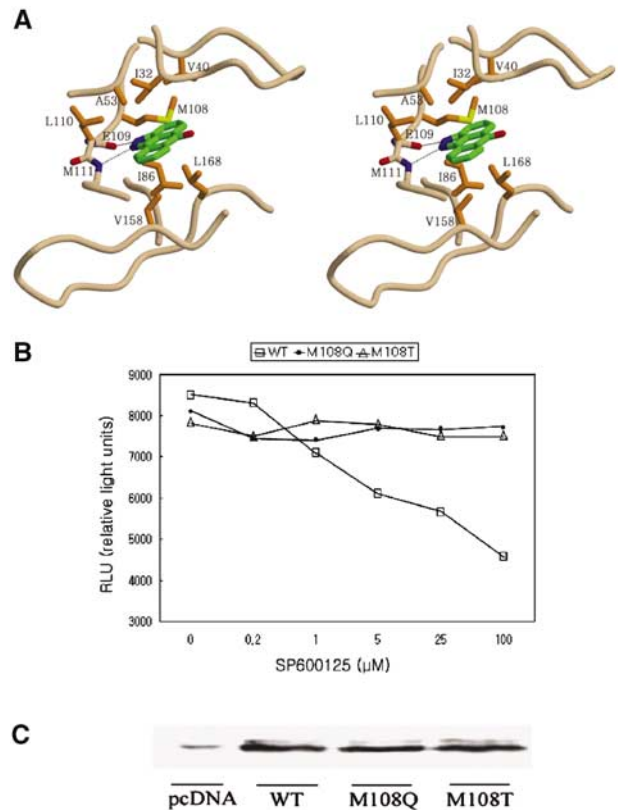 A
V40
I32
A53
M108
L110
E109
M111
I86
L168
V158
V40
I32
A53
M108
L110
E109
M111
I86
L168
V158
B
WT M108Q M108T
9000
8000
7000
6000
5000
4000
3000
RLU (relative light units)
0 0,2 1 5 25 100
SP600125 (µM)
C
pcDNA WT M108Q M108T